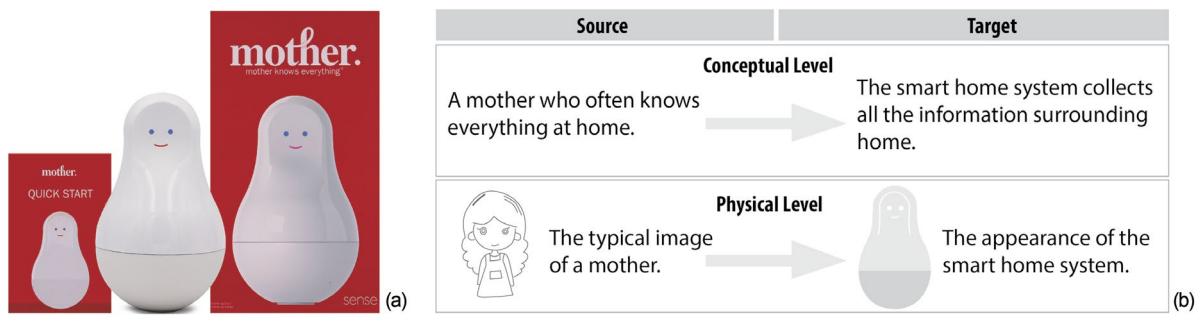 mother.
mother knows everything™
mother.
QUICK START
sense
(a)
Source
Target
Conceptual Level
A mother who often knows
everything at home.
The smart home system collects
all the information surrounding
home.
Physical Level
The typical image
of a mother.
The appearance of the
smart home system.
(b)